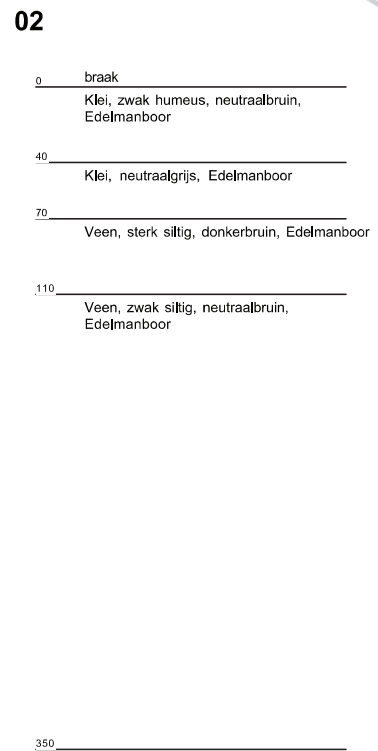 02
0 braak
Klei, zwak humeus, neutraalbruin,
Edelmanboor
40
Klei, neutraalgrijs, Edelmanboor
70
Veen, sterk siltig, donkerbruin, Edelmanboor
110
Veen, zwak siltig, neutraalbruin,
Edelmanboor
350